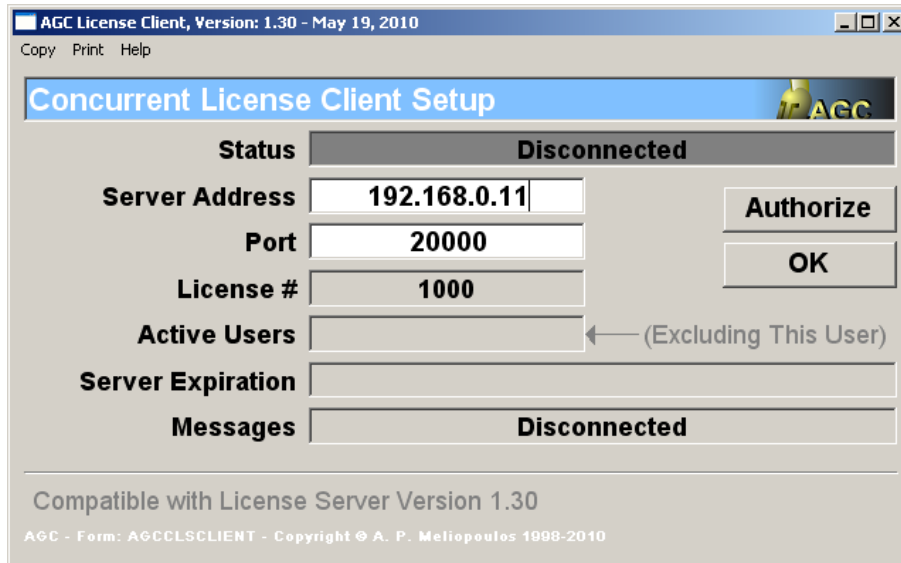 AGC License Client, Version: 1.30 - May 19, 2010
Copy Print Help
Concurrent License Client Setup
AGC
Status Disconnected
Server Address 192.168.0.11
Authorize
Port 20000
OK
License # 1000
Active Users (Excluding This User)
Server Expiration
Messages Disconnected
Compatible with License Server Version 1.30
AGC - Form: AGCCLSCLIENT - Copyright © A. P. Meliopoulos 1998-2010